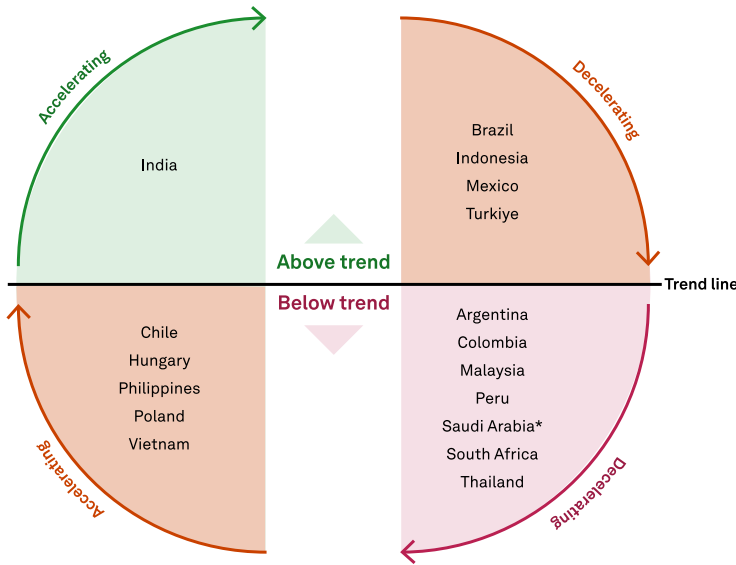 Accelerating
India
Decelerating
Brazil
Indonesia
Mexico
Turkiye
Above trend
Trend line
Below trend
Chile
Hungary
Philippines
Poland
Vietnam
Accelerating
Argentina
Colombia
Malaysia
Peru
Saudi Arabia*
South Africa
Thailand
Decelerating